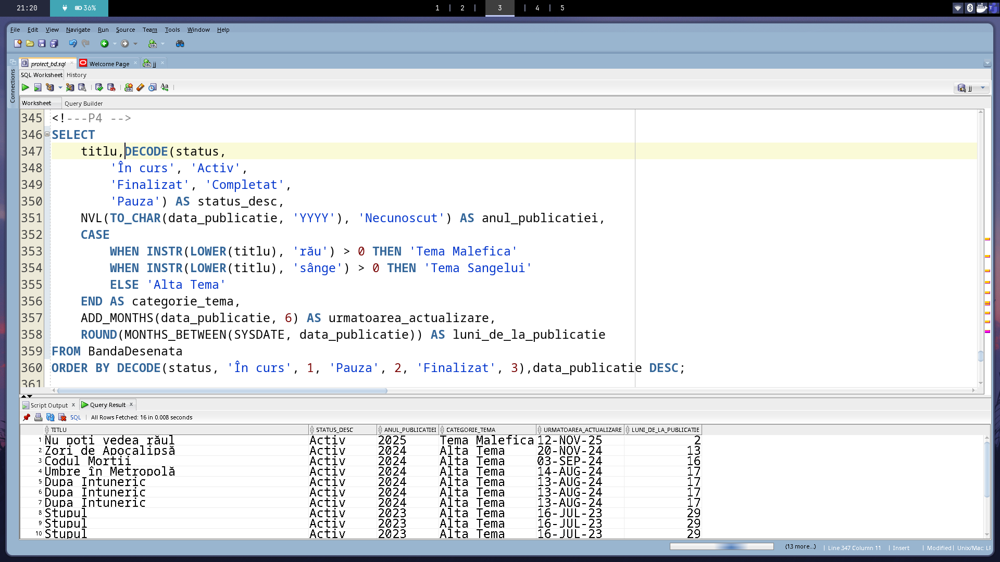 21:20 36% 1 | 2 | 3 | 4 | 5
File Edit View Navigate Run Source Team Tools Window Help
proiect_bd.sql Welcome Page jj
Connections
SQL Worksheet History
jj
Worksheet Query Builder
345 <!---P4 -->
346 SELECT
347 titlu,DECODE(status,
348 'În curs', 'Activ',
349 'Finalizat', 'Completat',
350 'Pauza') AS status_desc,
351 NVL(TO_CHAR(data_publicatie, 'YYYY'), 'Necunoscut') AS anul_publicatiei,
352 CASE
353 WHEN INSTR(LOWER(titlu), 'rău') > 0 THEN 'Tema Malefica'
354 WHEN INSTR(LOWER(titlu), 'sânge') > 0 THEN 'Tema Sangelui'
355 ELSE 'Alta Tema'
356 END AS categorie_tema,
357 ADD_MONTHS(data_publicatie, 6) AS urmatoarea_actualizare,
358 ROUND(MONTHS_BETWEEN(SYSDATE, data_publicatie)) AS luni_de_la_publicatie
359 FROM BandaDesenata
360 ORDER BY DECODE(status, 'În curs', 1, 'Pauza', 2, 'Finalizat', 3),data_publicatie DESC;
361
Script Output x Query Result x
SQL | All Rows Fetched: 16 in 0.008 seconds
TITLU STATUS_DESC ANUL_PUBLICATIEI CATEGORIE_TEMA URMATOAREA_ACTUALIZARE LUNI_DE_LA_PUBLICATIE
1 Nu poti vedea răul Activ 2025 Tema Malefica 12-NOV-25 2
2 Zori de Apocalipsă Activ 2024 Alta Tema 20-NOV-24 13
3 Codul Mortii Activ 2024 Alta Tema 03-SEP-24 16
4 Umbre în Metropolă Activ 2024 Alta Tema 14-AUG-24 17
5 Dupa Intuneric Activ 2024 Alta Tema 13-AUG-24 17
6 Dupa Intuneric Activ 2024 Alta Tema 13-AUG-24 17
7 Dupa Intuneric Activ 2024 Alta Tema 13-AUG-24 17
8 Stupul Activ 2023 Alta Tema 16-JUL-23 29
9 Stupul Activ 2023 Alta Tema 16-JUL-23 29
10 Stupul Activ 2023 Alta Tema 16-JUL-23 29
(13 more...) | Line 347 Column 11 | Insert | Modified | Unix/Mac: LF